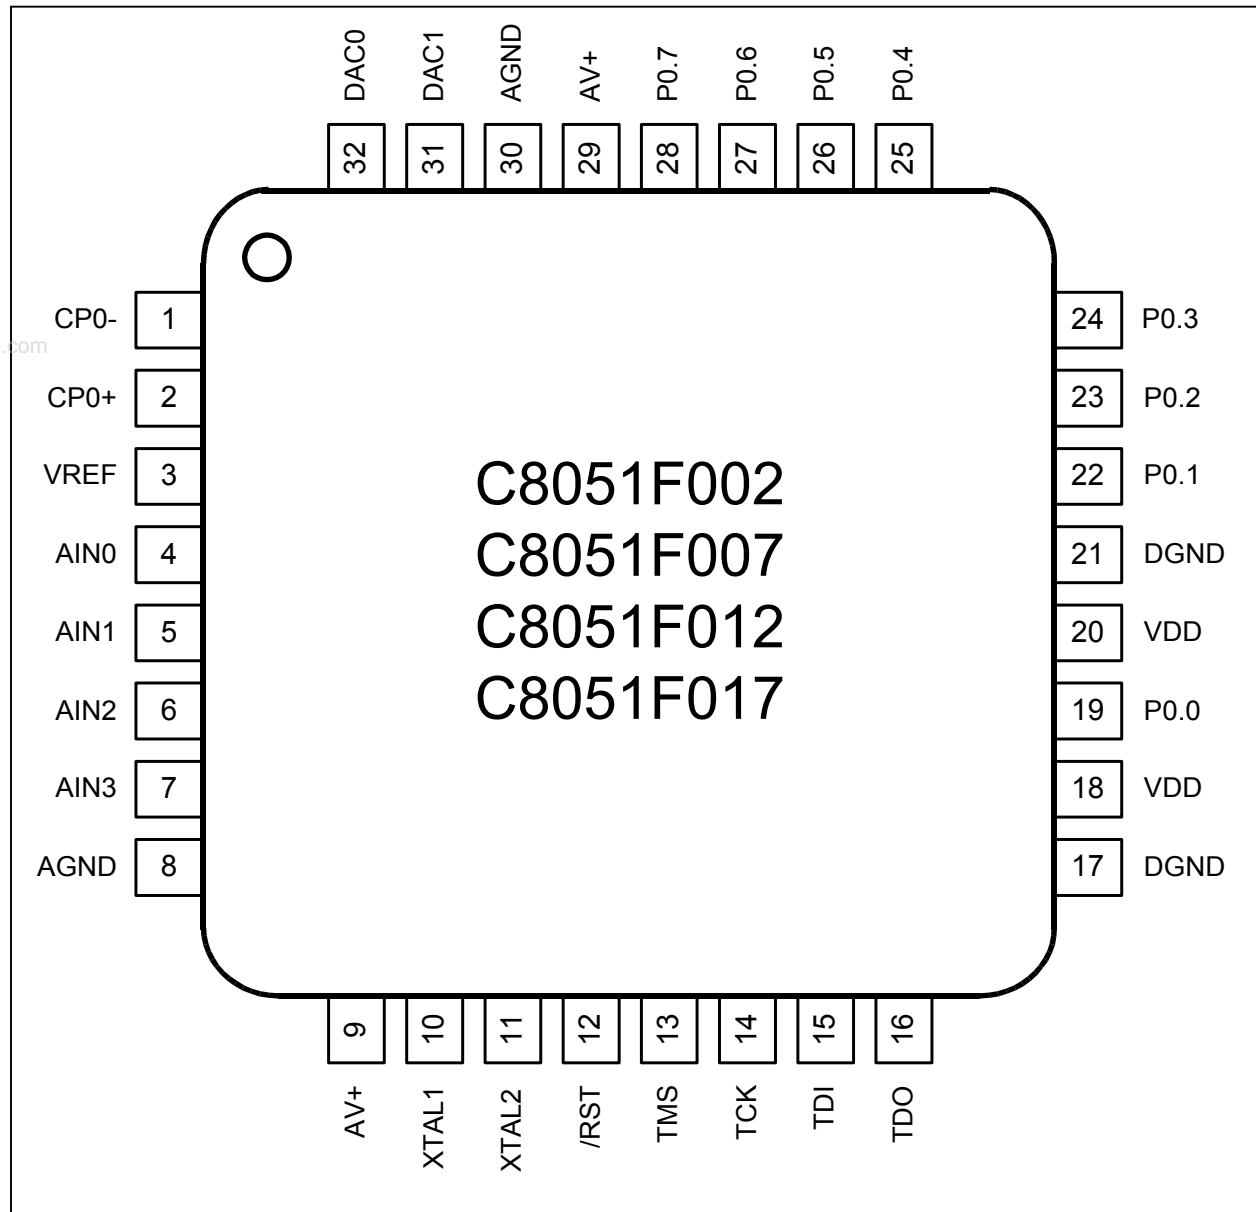 DAC0 DAC1 AGND AV+ P0.7 P0.6 P0.5 P0.4
32 31 30 29 28 27 26 25
CP0- 1 24 P0.3
.com
CP0+ 2 23 P0.2
VREF 3 22 P0.1
C8051F002
AIN0 4 21 DGND
C8051F007
AIN1 5 20 VDD
C8051F012
AIN2 6 19 P0.0
C8051F017
AIN3 7 18 VDD
AGND 8 17 DGND
9 10 11 12 13 14 15 16
AV+ XTAL1 XTAL2 /RST TMS TCK TDI TDO